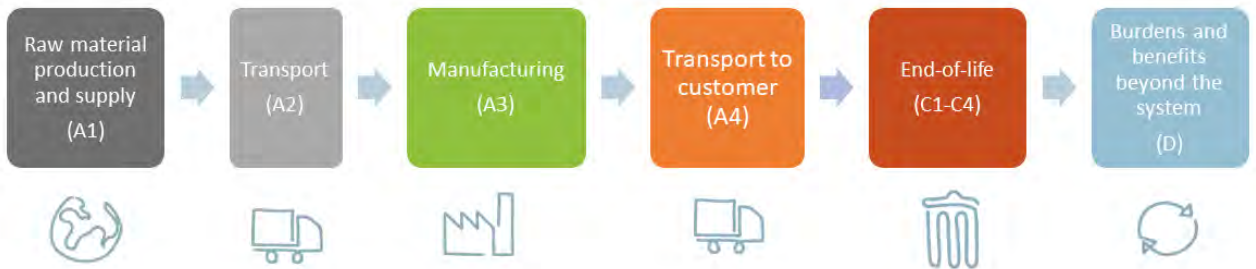 Raw material
production
and supply
(A1)
Transport
(A2)
Manufacturing
(A3)
Transport to
customer
(A4)
End-of-life
(C1-C4)
Burdens and
benefits
beyond the
system
(D)